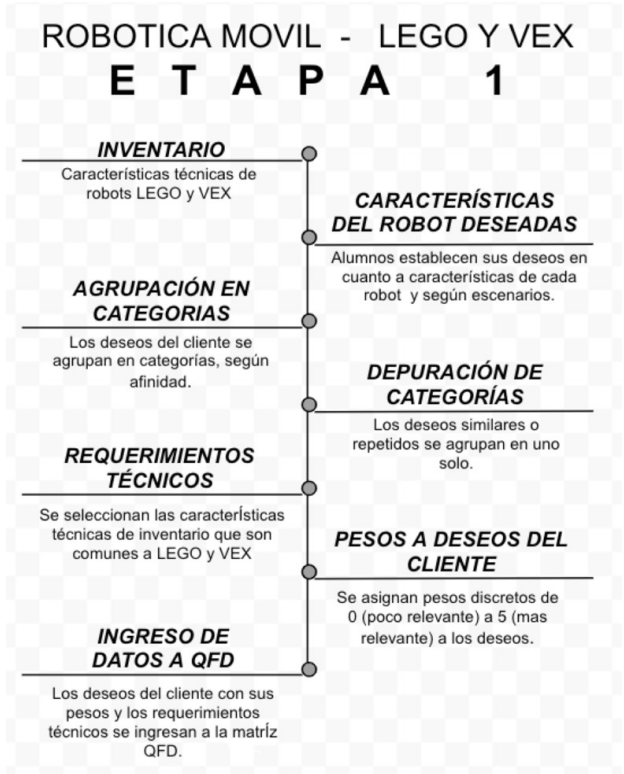 ROBOTICA MOVIL - LEGO Y VEX
ETAPA 1
INVENTARIO
Características técnicas de
robots LEGO y VEX
CARACTERÍSTICAS
DEL ROBOT DESEADAS
Alumnos establecen sus deseos en
cuanto a características de cada
robot y según escenarios.
AGRUPACIÓN EN
CATEGORIAS
Los deseos del cliente se
agrupan en categorías, según
afinidad.
DEPURACIÓN DE
CATEGORÍAS
Los deseos similares o
repetidos se agrupan en uno
solo.
REQUERIMIENTOS
TÉCNICOS
Se seleccionan las caracterÍsticas
técnicas de inventario que son
comunes a LEGO y VEX
PESOS A DESEOS DEL
CLIENTE
Se asignan pesos discretos de
0 (poco relevante) a 5 (mas
relevante) a los deseos.
INGRESO DE
DATOS A QFD
Los deseos del cliente con sus
pesos y los requerimientos
técnicos se ingresan a la matrÍz
QFD.